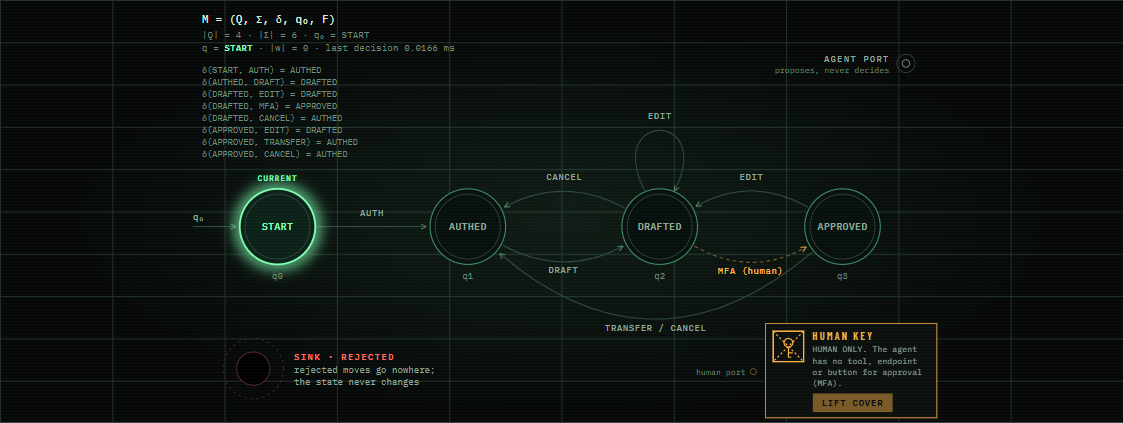 M = (Q, Σ, δ, q₀, F)
|Q| = 4 · |Σ| = 6 · q₀ = START
q = START · |w| = 0 · last decision 0.0166 ms
δ(START, AUTH) = AUTHED
δ(AUTHED, DRAFT) = DRAFTED
δ(DRAFTED, EDIT) = DRAFTED
δ(DRAFTED, MFA) = APPROVED
δ(DRAFTED, CANCEL) = AUTHED
δ(APPROVED, EDIT) = DRAFTED
δ(APPROVED, TRANSFER) = AUTHED
δ(APPROVED, CANCEL) = AUTHED
AGENT PORT
proposes, never decides
EDIT
CURRENT
CANCEL
EDIT
q₀
AUTH
START
AUTHED
DRAFTED
APPROVED
DRAFT
MFA (human)
q0
q1
q2
q3
TRANSFER / CANCEL
SINK · REJECTED
rejected moves go nowhere;
the state never changes
human port
HUMAN KEY
HUMAN ONLY. The agent
has no tool, endpoint
or button for approval
(MFA).
LIFT COVER